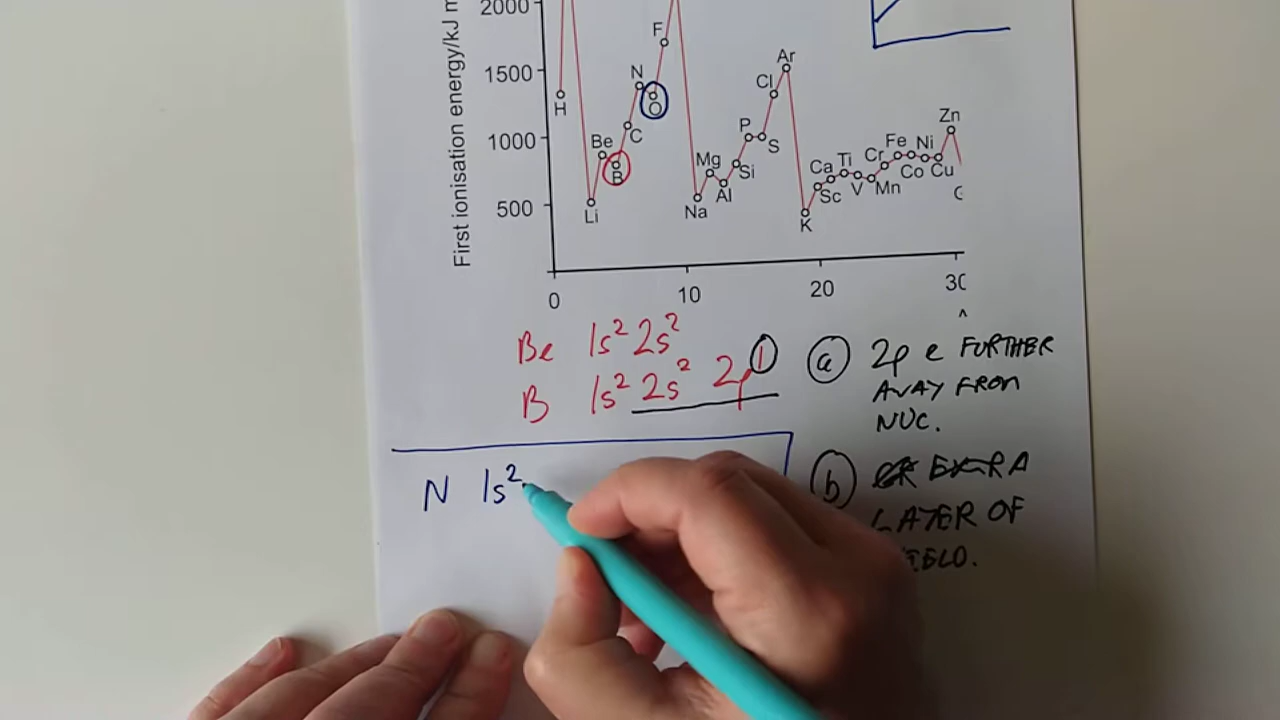 2000
First ionisation energy/kJ m
F
1500
Ar
N
Cl
H
O
Zn
1000
Be
C
P
S
Fe
Ni
B
Mg
Si
Ca
Ti
Cr
Co
Cu
Al
Sc
V
Mn
500
Li
Na
K
0
10
20
30
Be 1s² 2s²
B 1s² 2s² 2p¹
a 2p e FURTHER
AWAY FROM
NUC.
N 1s²
b EXTRA
LAYER OF